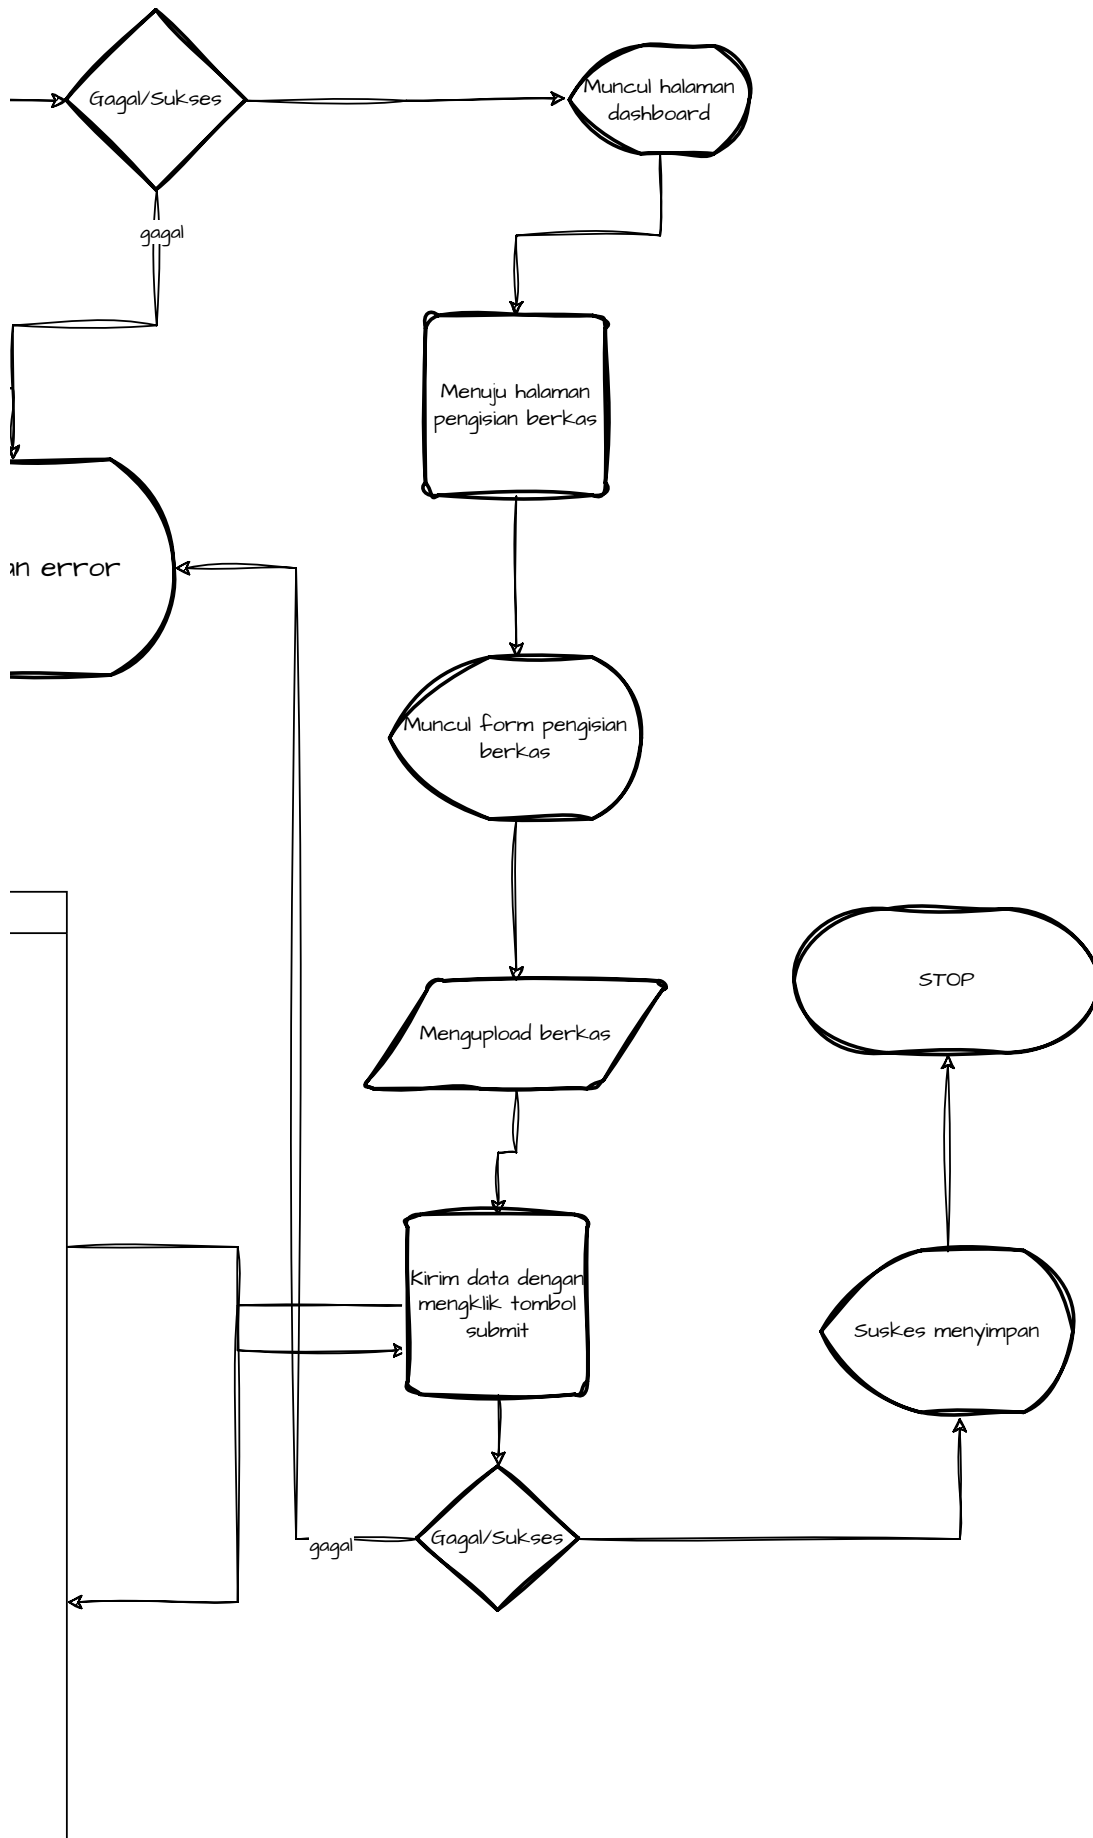 Gagal/Sukses
Muncul halaman
dashboard
gagal
Menuju halaman
pengisian berkas
an error
Muncul form pengisian
berkas
STOP
Mengupload berkas
Kirim data dengan
mengklik tombol
submit
Suskes menyimpan
Gagal/Sukses
gagal